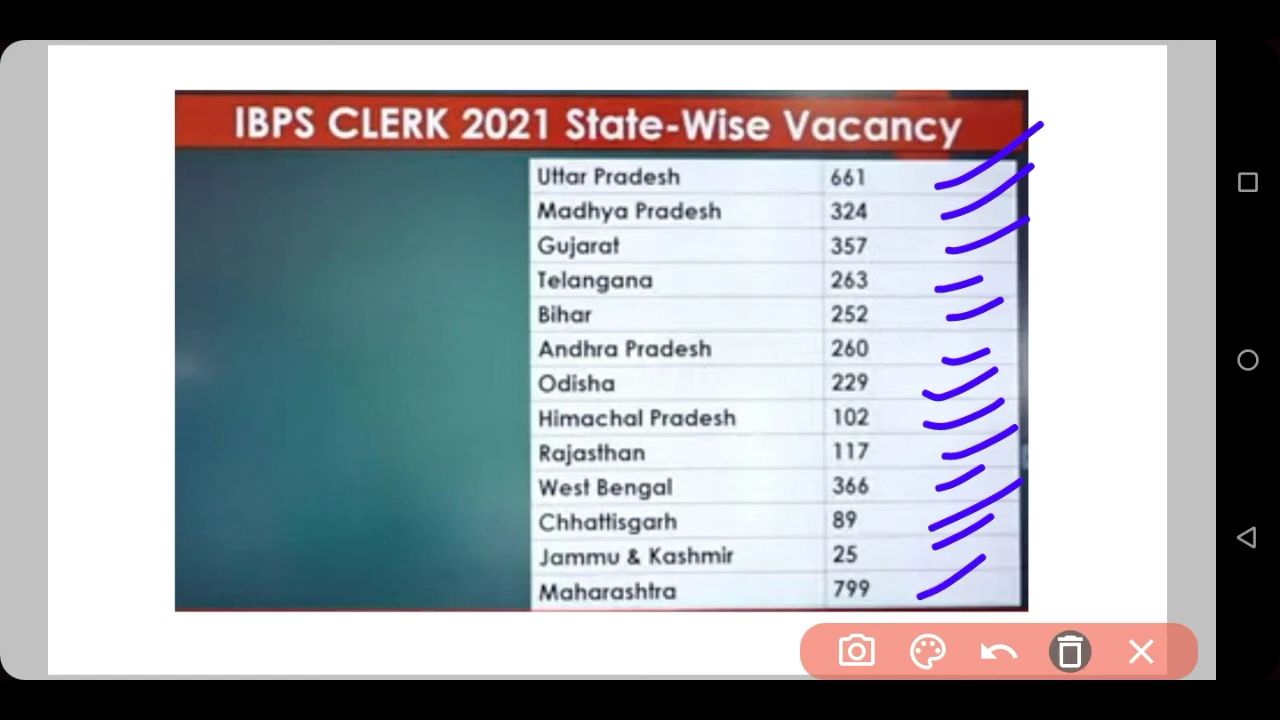 IBPS CLERK 2021 State-Wise Vacancy
Uttar Pradesh 661
Madhya Pradesh 324
Gujarat 357
Telangana 263
Bihar 252
Andhra Pradesh 260
Odisha 229
Himachal Pradesh 102
Rajasthan 117
West Bengal 366
Chhattisgarh 89
Jammu & Kashmir 25
Maharashtra 799